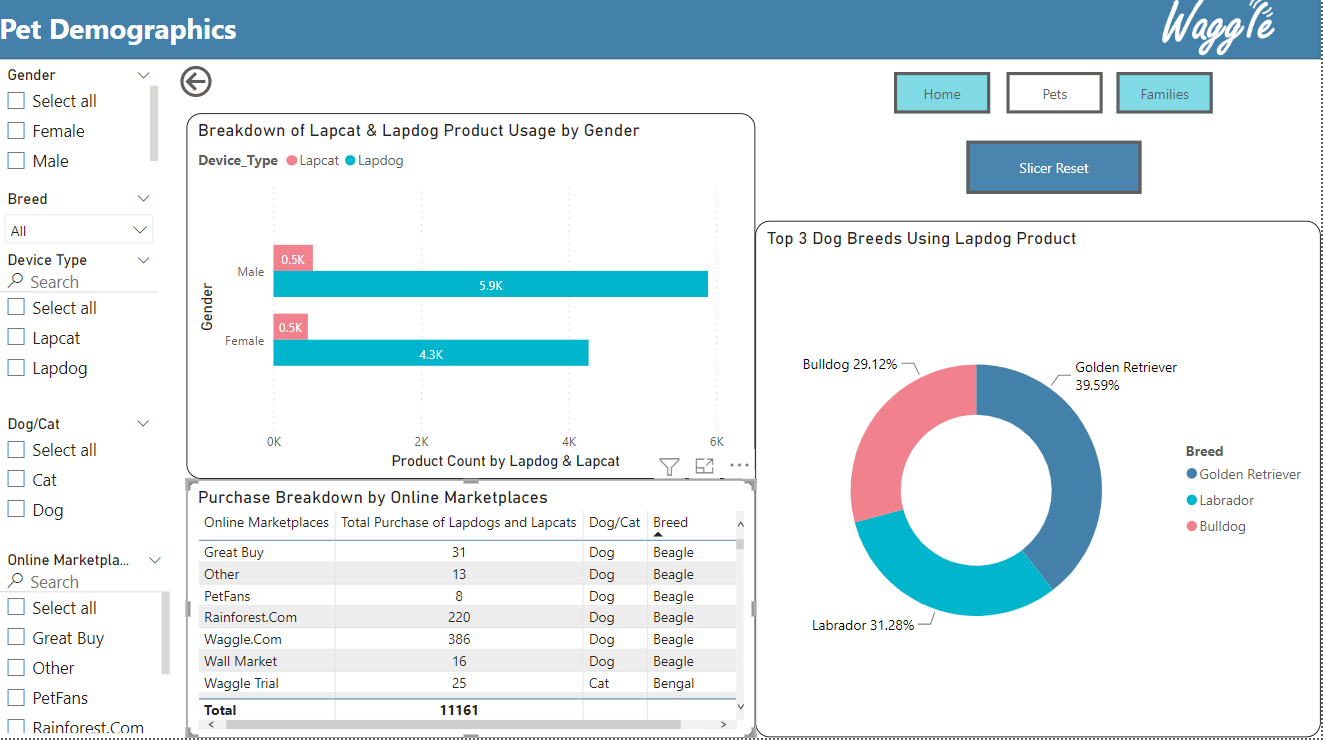 Pet Demographics
Waggle
Gender
Select all
Female
Male
Breed
All
Device Type
Search
Select all
Lapcat
Lapdog
Dog/Cat
Select all
Cat
Dog
Online Marketpla...
Search
Select all
Great Buy
Other
PetFans
Rainforest.Com
Home
Pets
Families
Slicer Reset
Breakdown of Lapcat & Lapdog Product Usage by Gender
Device_Type Lapcat Lapdog
Gender
Male
0.5K
5.9K
Female
0.5K
4.3K
0K 2K 4K 6K
Product Count by Lapdog & Lapcat
Purchase Breakdown by Online Marketplaces
Online Marketplaces Total Purchase of Lapdogs and Lapcats Dog/Cat Breed
Great Buy 31 Dog Beagle
Other 13 Dog Beagle
PetFans 8 Dog Beagle
Rainforest.Com 220 Dog Beagle
Waggle.Com 386 Dog Beagle
Wall Market 16 Dog Beagle
Waggle Trial 25 Cat Bengal
Total 11161
Top 3 Dog Breeds Using Lapdog Product
Bulldog 29.12%
Golden Retriever
39.59%
Labrador 31.28%
Breed
Golden Retriever
Labrador
Bulldog